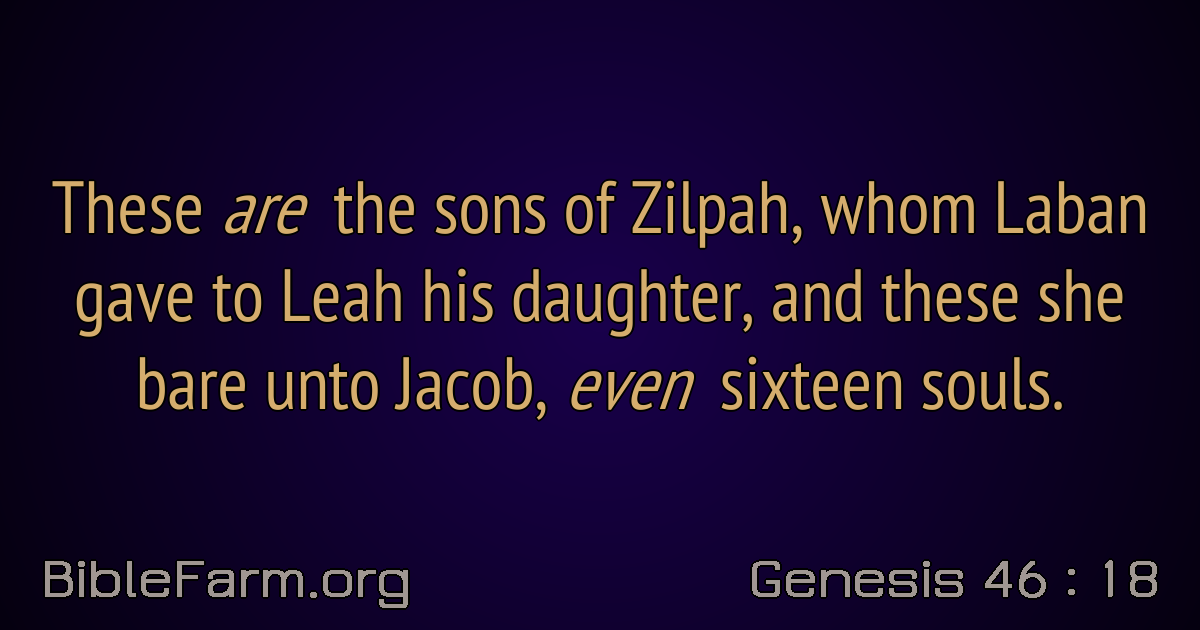 These are the sons of Zilpah, whom Laban
gave to Leah his daughter, and these she
bare unto Jacob, even sixteen souls.
BibleFarm.org
Genesis 46 : 18